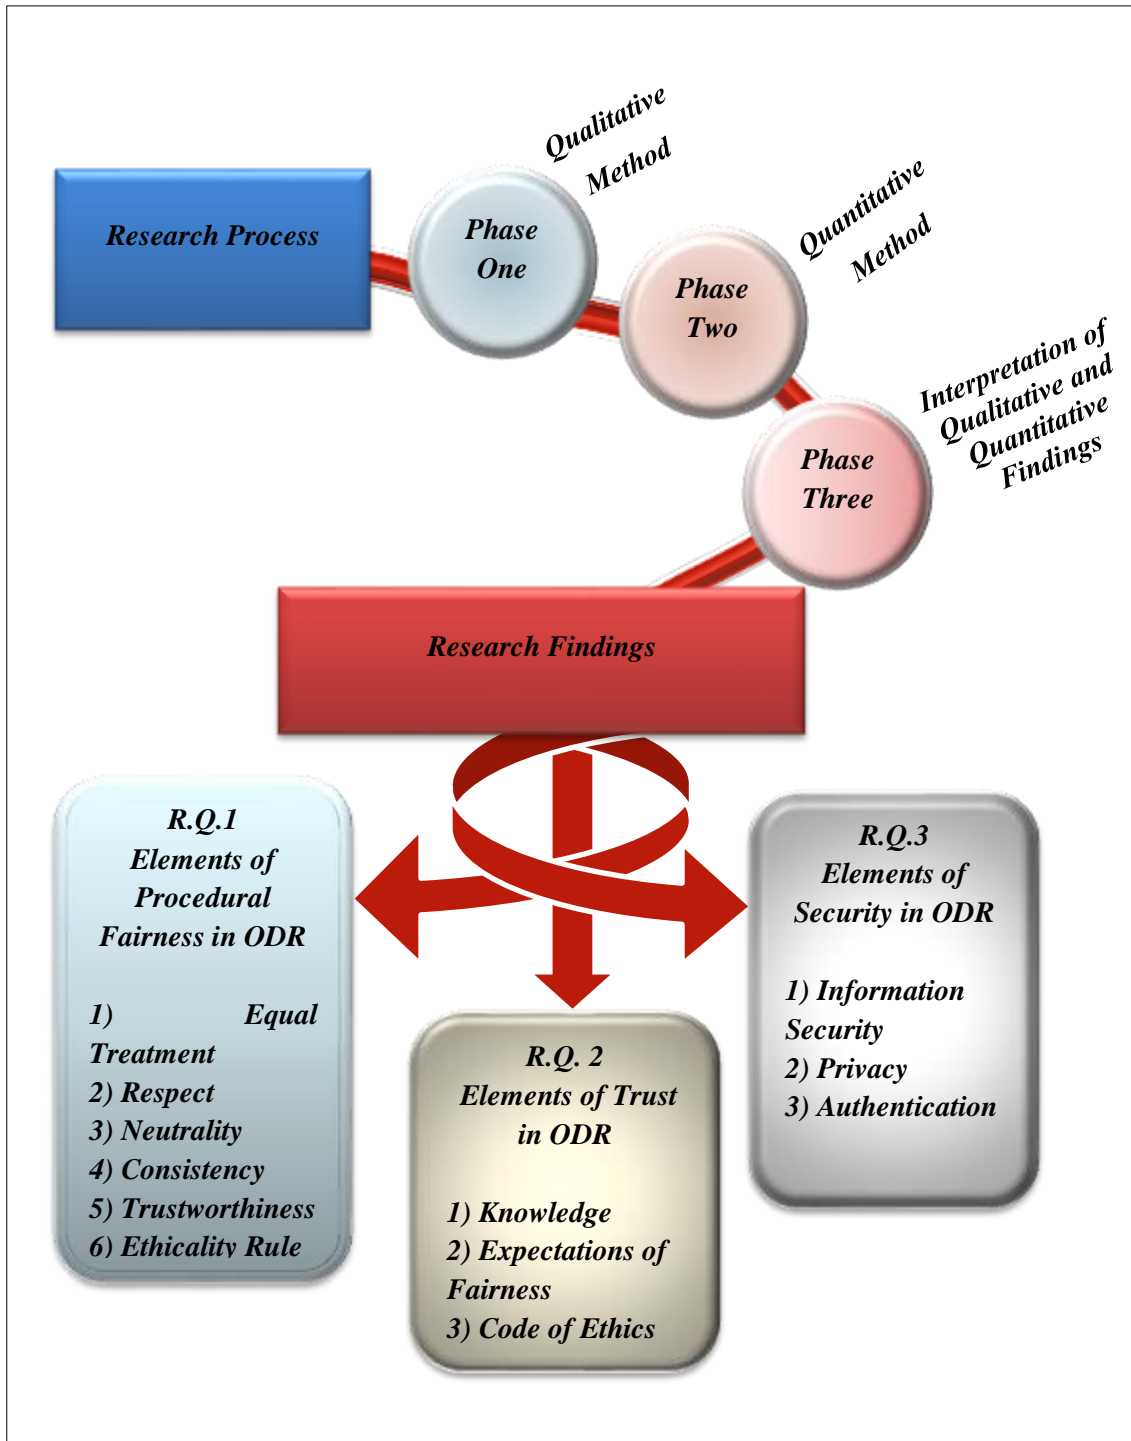 Qualitative
Method
Research Process
Phase
One
Quantitative
Method
Phase
Two
Interpretation of
Qualitative and
Quantitative
Findings
Phase
Three
Research Findings
R.Q.1
Elements of
Procedural
Fairness in ODR
1) Equal
Treatment
2) Respect
3) Neutrality
4) Consistency
5) Trustworthiness
6) Ethicality Rule
R.Q. 2
Elements of Trust
in ODR
1) Knowledge
2) Expectations of
Fairness
3) Code of Ethics
R.Q.3
Elements of
Security in ODR
1) Information
Security
2) Privacy
3) Authentication